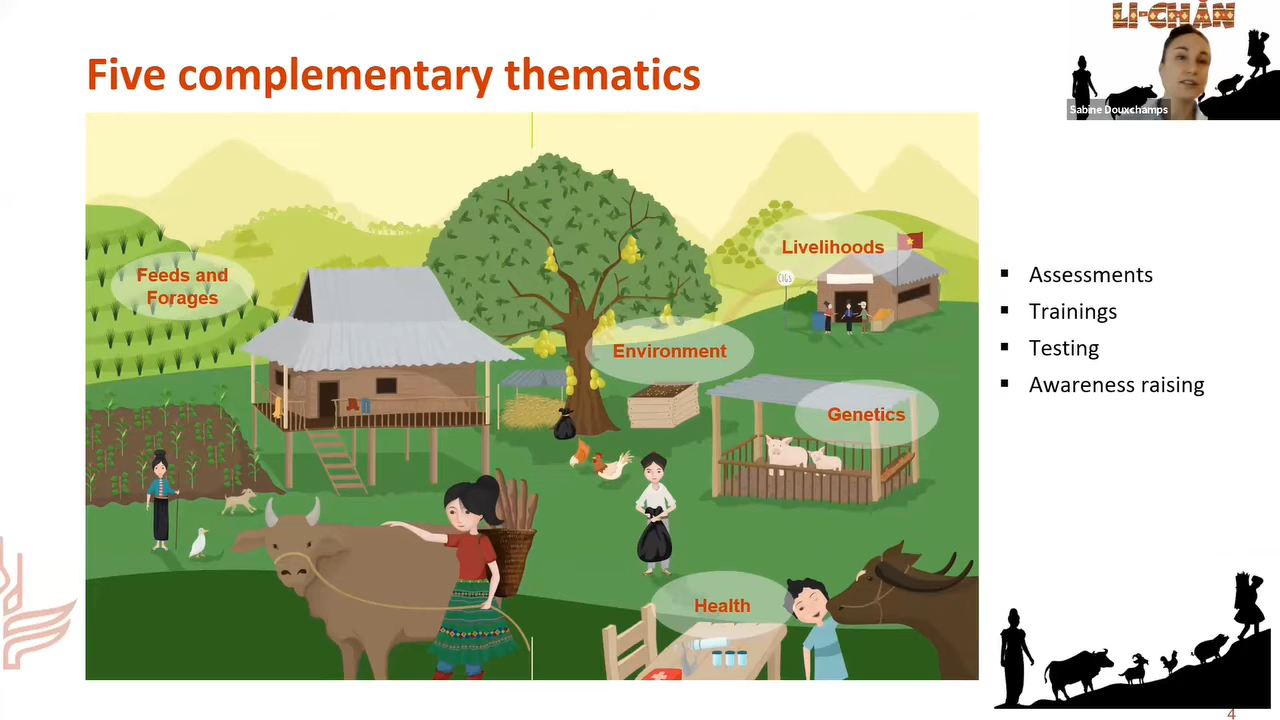 LI-CHĂN
Sabine Douxchamps
Five complementary thematics
Feeds and
Forages
Livelihoods
CIGs
Environment
Genetics
Health
Assessments
Trainings
Testing
Awareness raising
4